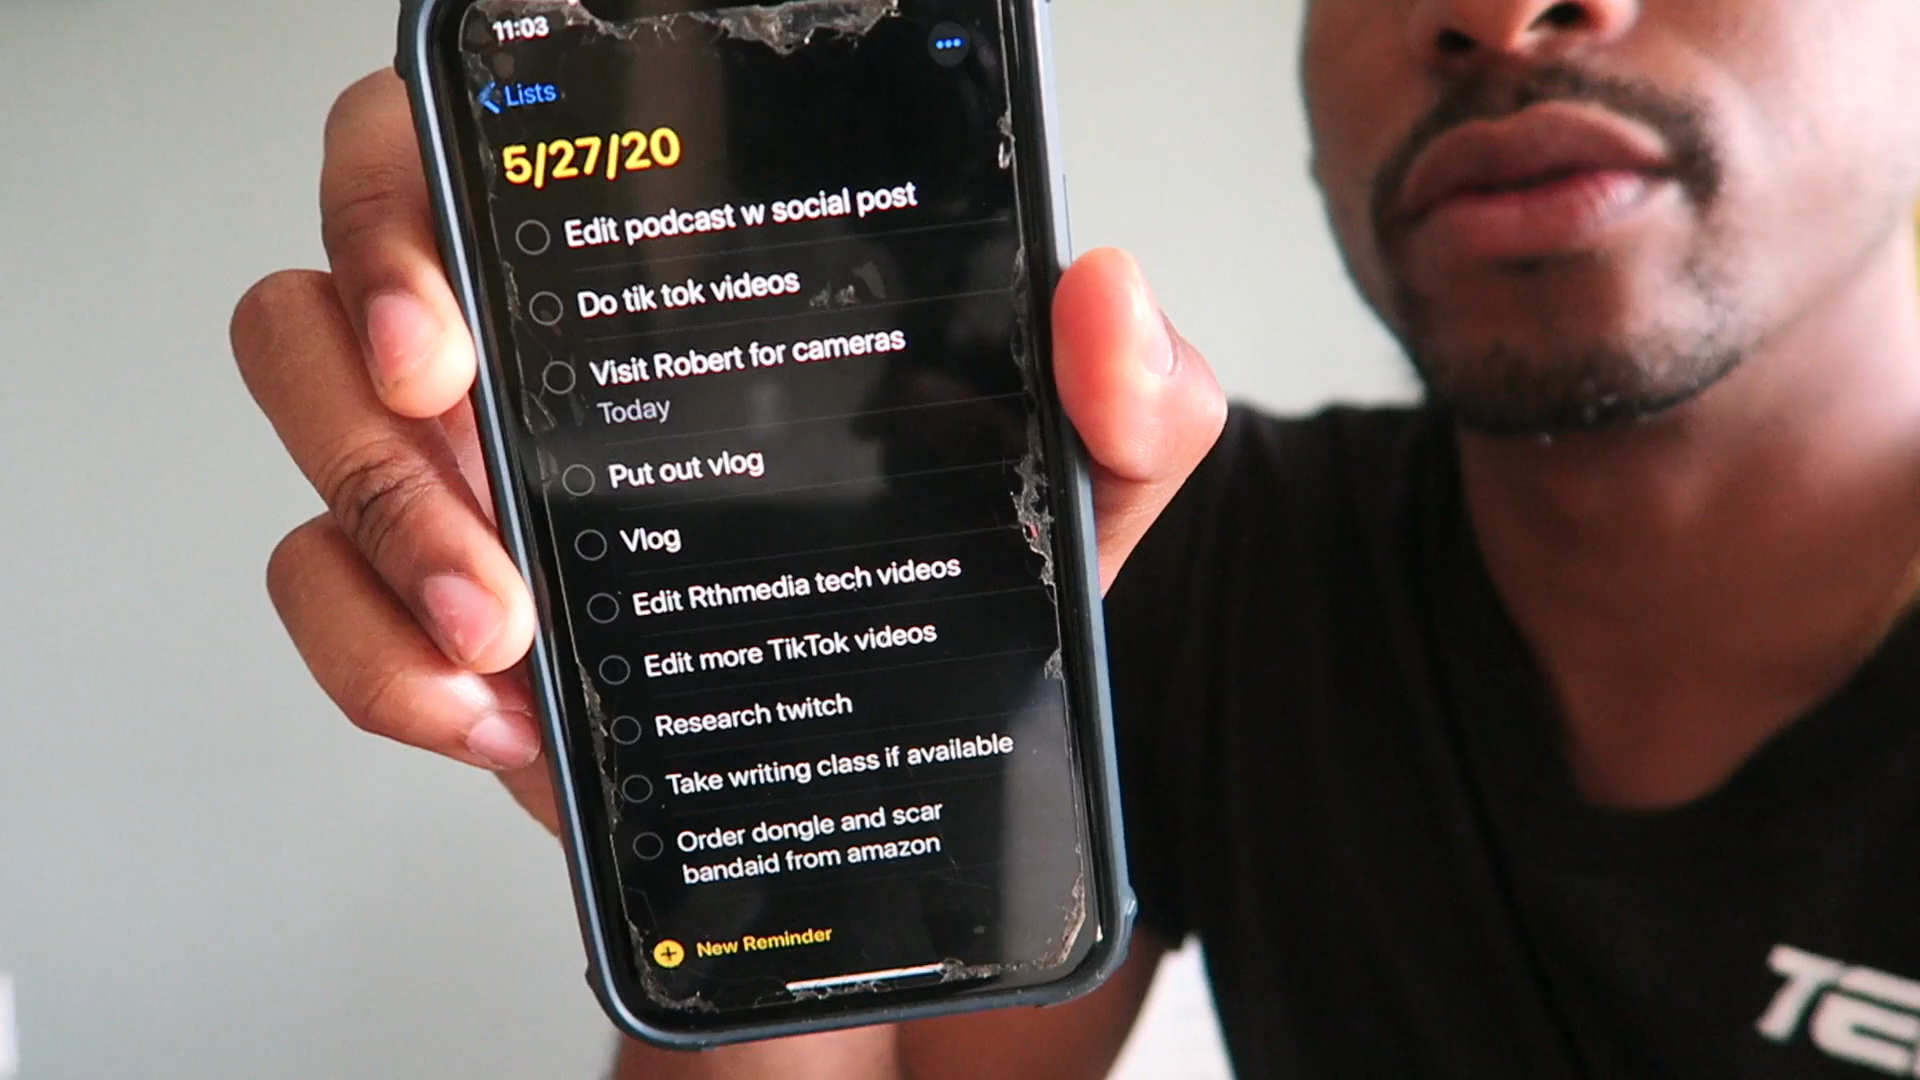 11:03
Lists
5/27/20
Edit podcast w social post
Do tik tok videos
Visit Robert for cameras
Today
Put out vlog
Vlog
Edit Rthmedia tech videos
Edit more TikTok videos
Research twitch
Take writing class if available
Order dongle and scar
bandaid from amazon
New Reminder